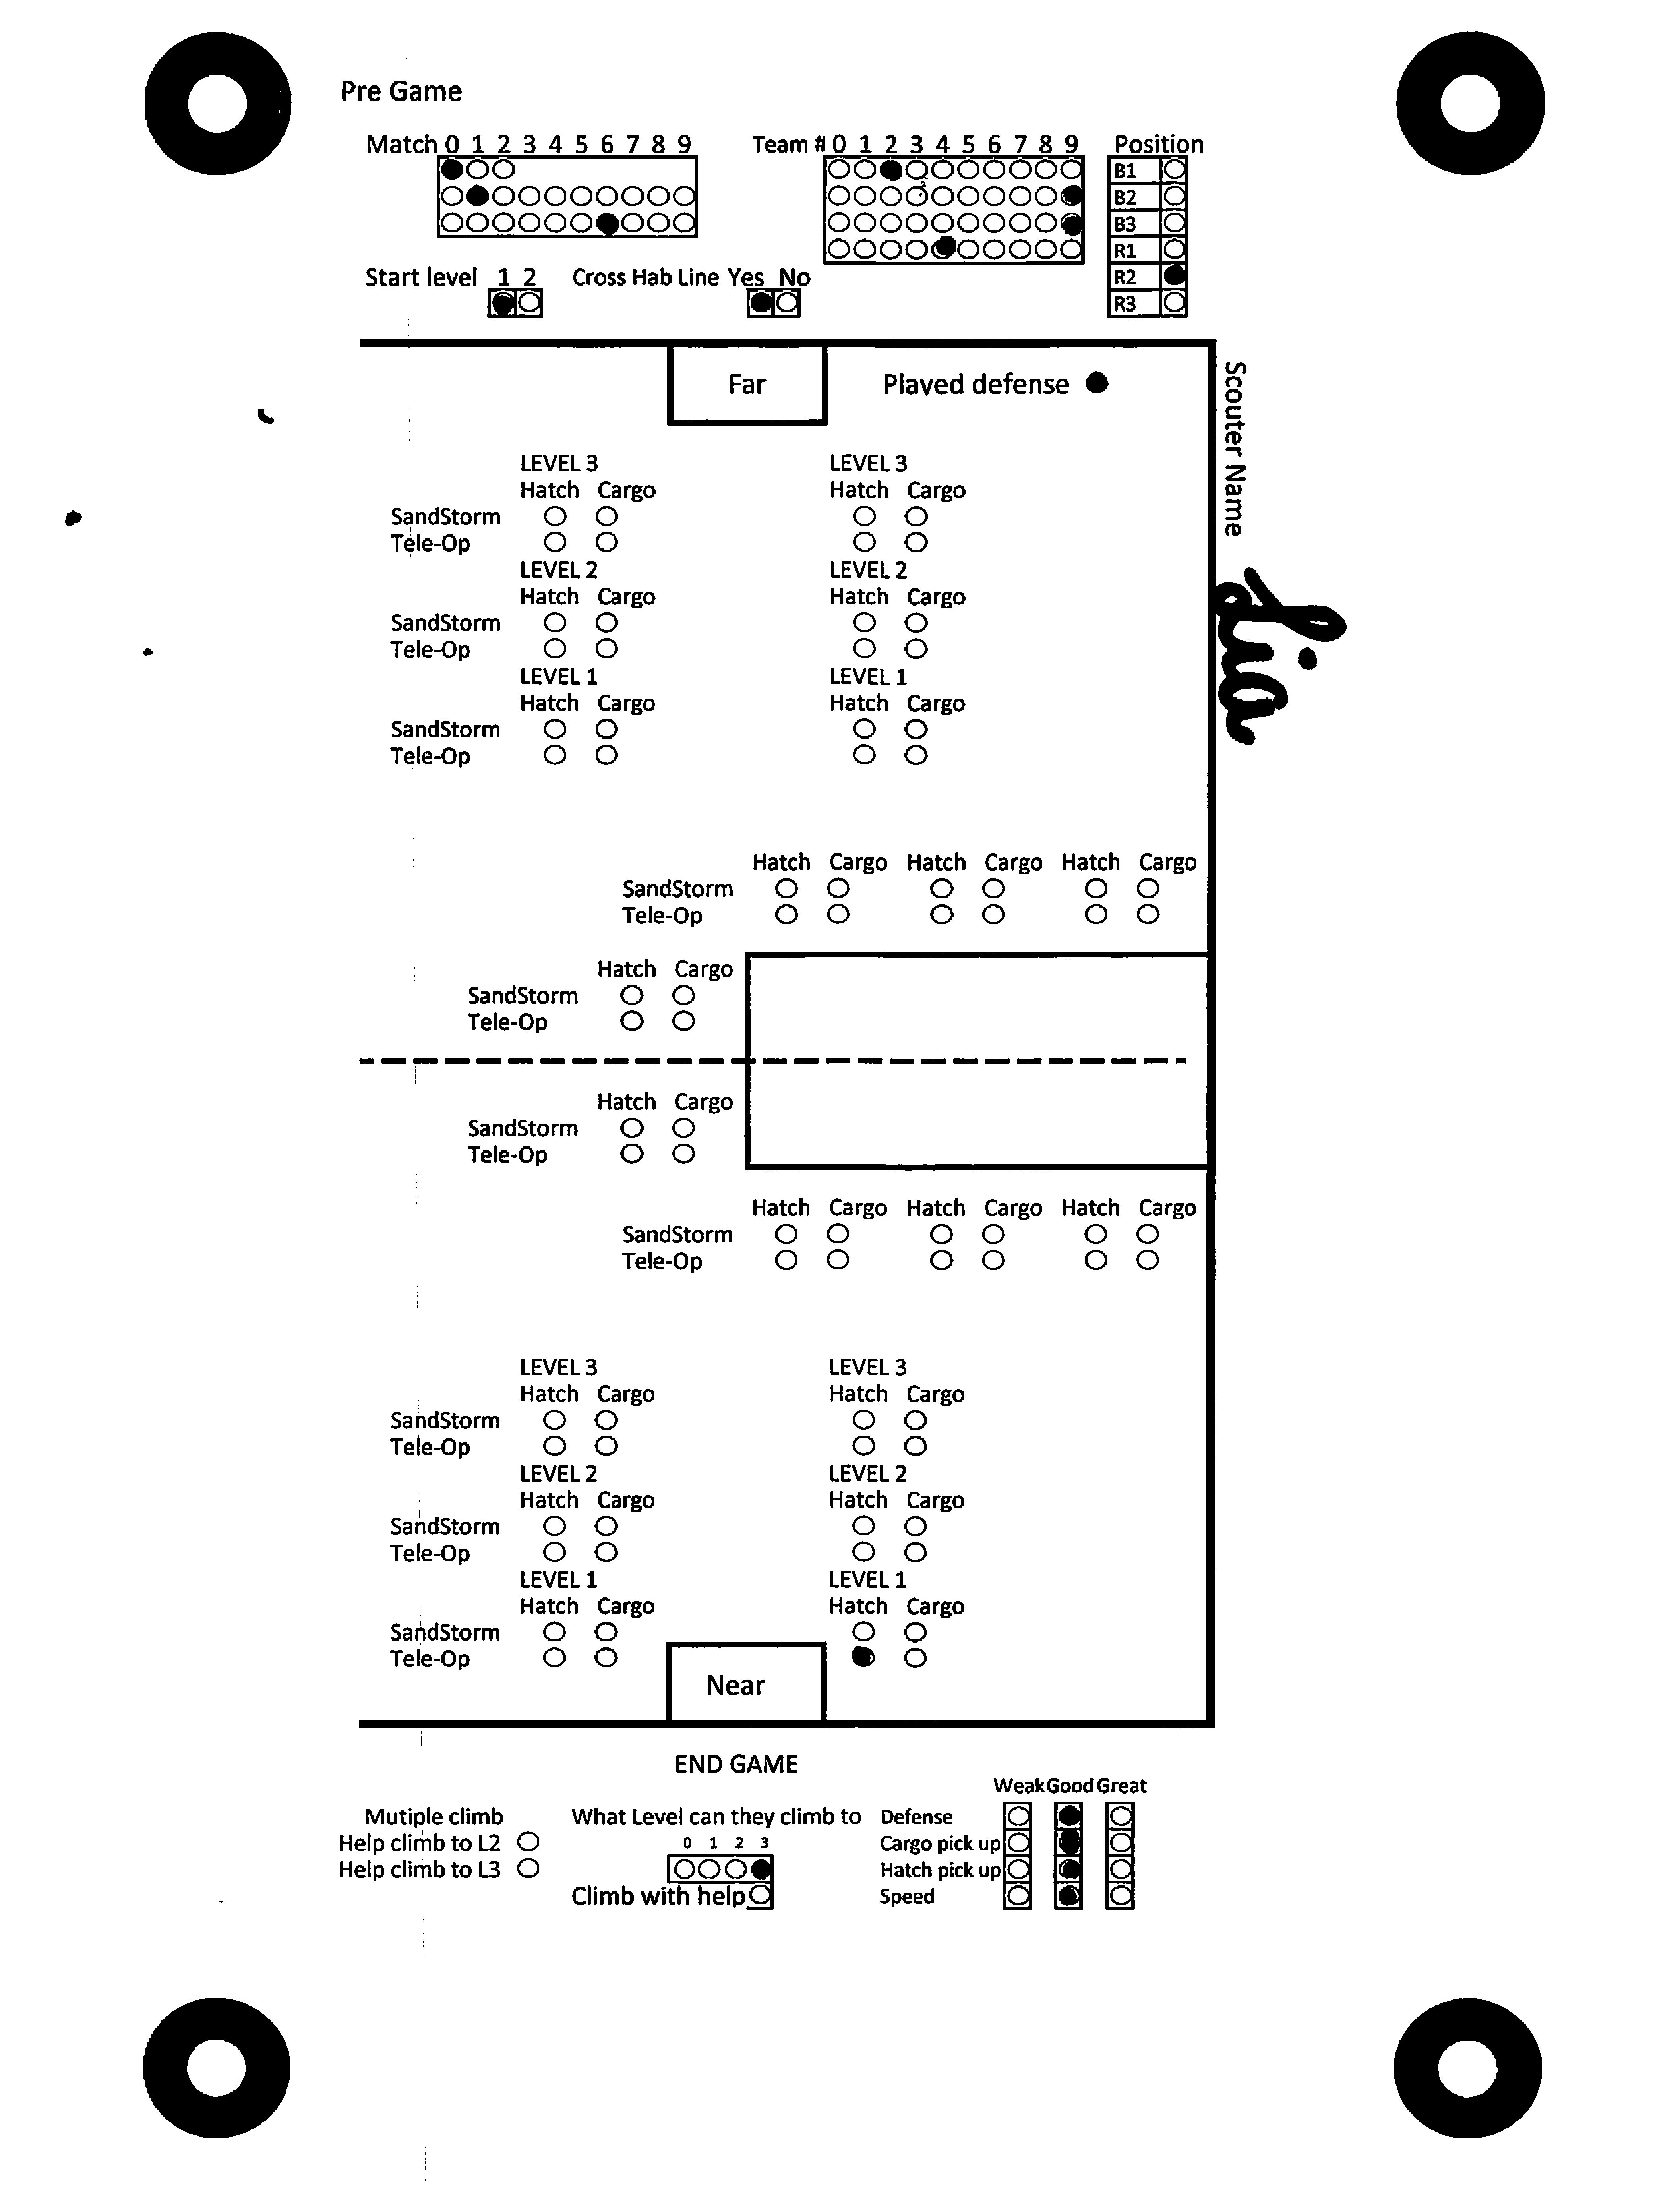 Pre Game
Match 0 1 2 3 4 5 6 7 8 9
Team # 0 1 2 3 4 5 6 7 8 9
Position
B1
B2
B3
R1
R2
R3
Start level 1 2
Cross Hab Line Yes No
Far
Played defense
Scouter Name
Lia
LEVEL 3 LEVEL 3
Hatch Cargo Hatch Cargo
SandStorm
Tele-Op
LEVEL 2 LEVEL 2
Hatch Cargo Hatch Cargo
SandStorm
Tele-Op
LEVEL 1 LEVEL 1
Hatch Cargo Hatch Cargo
SandStorm
Tele-Op
Hatch Cargo Hatch Cargo Hatch Cargo
SandStorm
Tele-Op
Hatch Cargo
SandStorm
Tele-Op
Hatch Cargo
SandStorm
Tele-Op
Hatch Cargo Hatch Cargo Hatch Cargo
SandStorm
Tele-Op
LEVEL 3 LEVEL 3
Hatch Cargo Hatch Cargo
SandStorm
Tele-Op
LEVEL 2 LEVEL 2
Hatch Cargo Hatch Cargo
SandStorm
Tele-Op
LEVEL 1 LEVEL 1
Hatch Cargo Hatch Cargo
SandStorm
Tele-Op
Near
END GAME
Mutiple climb
Help climb to L2
Help climb to L3
What Level can they climb to
0 1 2 3
Climb with help
Weak Good Great
Defense
Cargo pick up
Hatch pick up
Speed